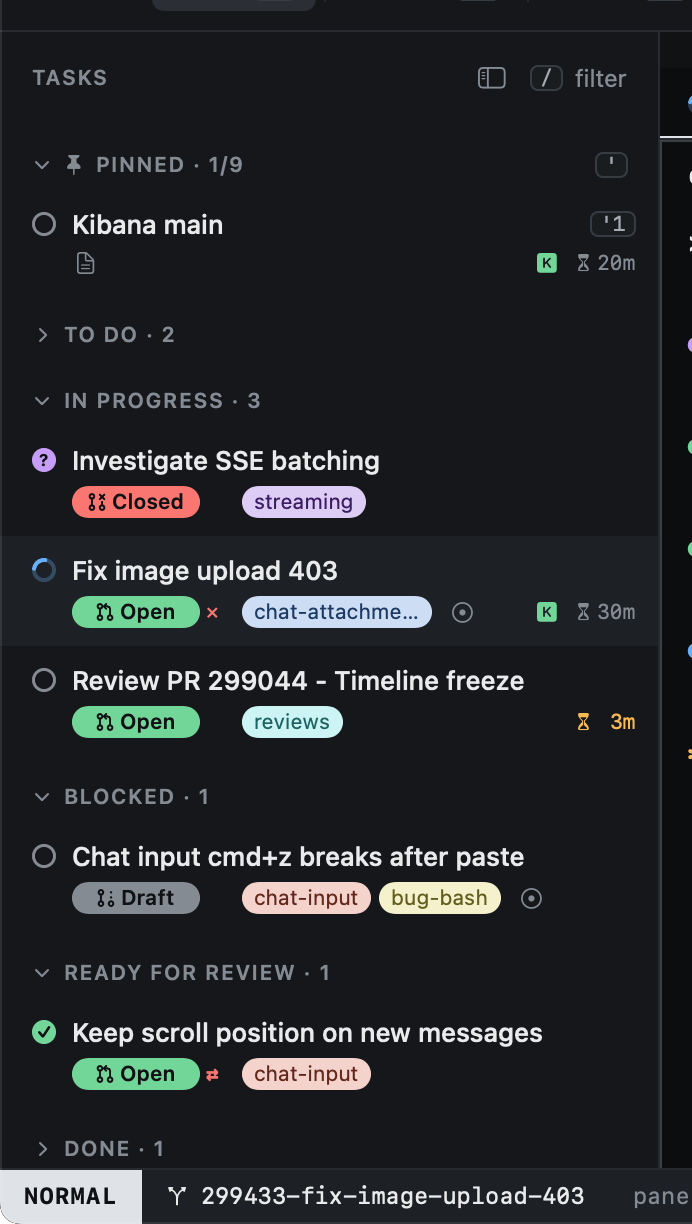 TASKS / filter
PINNED · 1/9 '
Kibana main '1
K 20m
TO DO · 2
IN PROGRESS · 3
? Investigate SSE batching
Closed streaming
Fix image upload 403
Open × chat-attachme... K 30m
Review PR 299044 - Timeline freeze
Open reviews 3m
BLOCKED · 1
Chat input cmd+z breaks after paste
Draft chat-input bug-bash
READY FOR REVIEW · 1
Keep scroll position on new messages
Open chat-input
DONE · 1
NORMAL 299433-fix-image-upload-403 pane